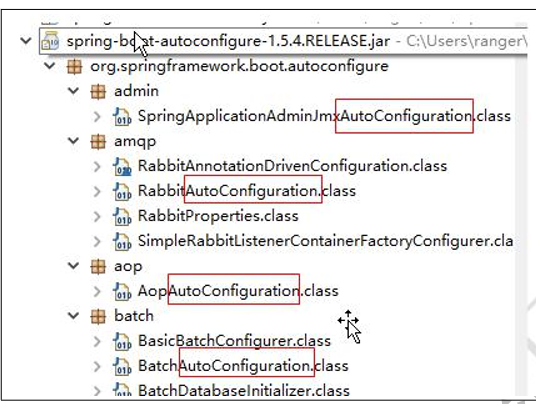 spring-boot-autoconfigure-1.5.4.RELEASE.jar - C:\Users\ranger\
org.springframework.boot.autoconfigure
admin
SpringApplicationAdminJmxAutoConfiguration.class
amqp
RabbitAnnotationDrivenConfiguration.class
RabbitAutoConfiguration.class
RabbitProperties.class
SimpleRabbitListenerContainerFactoryConfigurer.cla
aop
AopAutoConfiguration.class
batch
BasicBatchConfigurer.class
BatchAutoConfiguration.class
BatchDatabaseInitializer.class